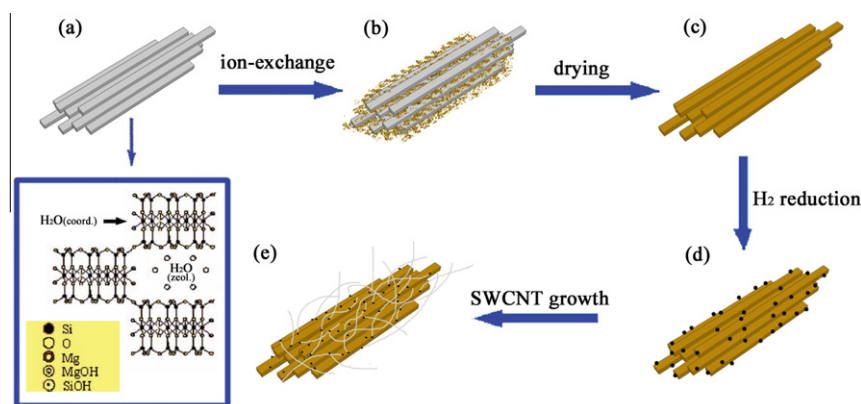 (a)
ion-exchange
(b)
drying
(c)
H2 reduction
(d)
SWCNT growth
(e)
H2O(coord.)
H2O
(zeol.)
Si
O
Mg
MgOH
SiOH